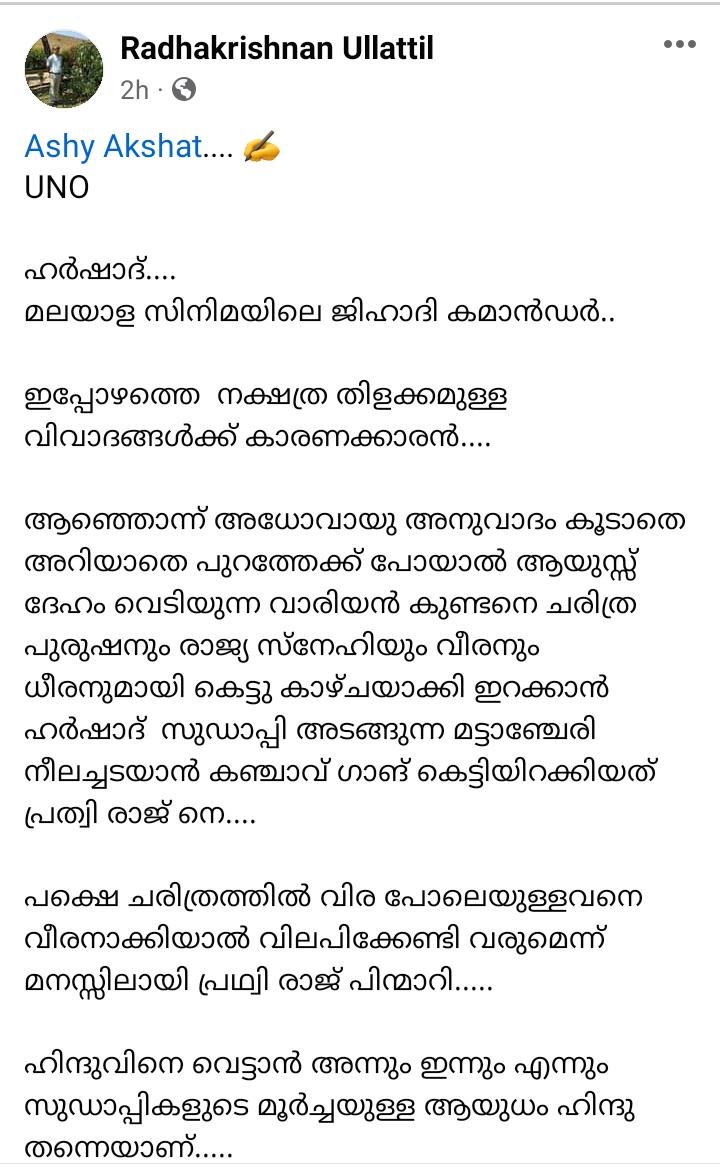 Radhakrishnan Ullattil
2h ·
Ashy Akshat.... ✍
UNO
ഹർഷാദ്....
മലയാള സിനിമയിലെ ജിഹാദി കമാൻഡർ..
ഇപ്പോഴത്തെ നക്ഷത്ര തിളക്കമുള്ള
വിവാദങ്ങൾക്ക് കാരണക്കാരൻ....
ആഞ്ഞൊന്ന് അധോവായു അനുവാദം കൂടാതെ
അറിയാതെ പുറത്തേക്ക് പോയാൽ ആയുസ്സ്
ദേഹം വെടിയുന്ന വാരിയൻ കുണ്ടനെ ചരിത്ര
പുരുഷനും രാജ്യ സ്നേഹിയും വീരനും
ധീരനുമായി കെട്ടു കാഴ്ചയാക്കി ഇറക്കാൻ
ഹർഷാദ് സുഡാപ്പി അടങ്ങുന്ന മട്ടാഞ്ചേരി
നീലച്ചടയാൻ കഞ്ചാവ് ഗാങ് കെട്ടിയിറക്കിയത്
പ്രത്വി രാജ് നെ....
പക്ഷെ ചരിത്രത്തിൽ വിര പോലെയുള്ളവനെ
വീരനാക്കിയാൽ വിലപിക്കേണ്ടി വരുമെന്ന്
മനസ്സിലായി പ്രഥ്വി രാജ് പിന്മാറി.....
ഹിന്ദുവിനെ വെട്ടാൻ അന്നും ഇന്നും എന്നും
സുഡാപ്പികളുടെ മൂർച്ചയുള്ള ആയുധം ഹിന്ദു
തന്നെയാണ്.....